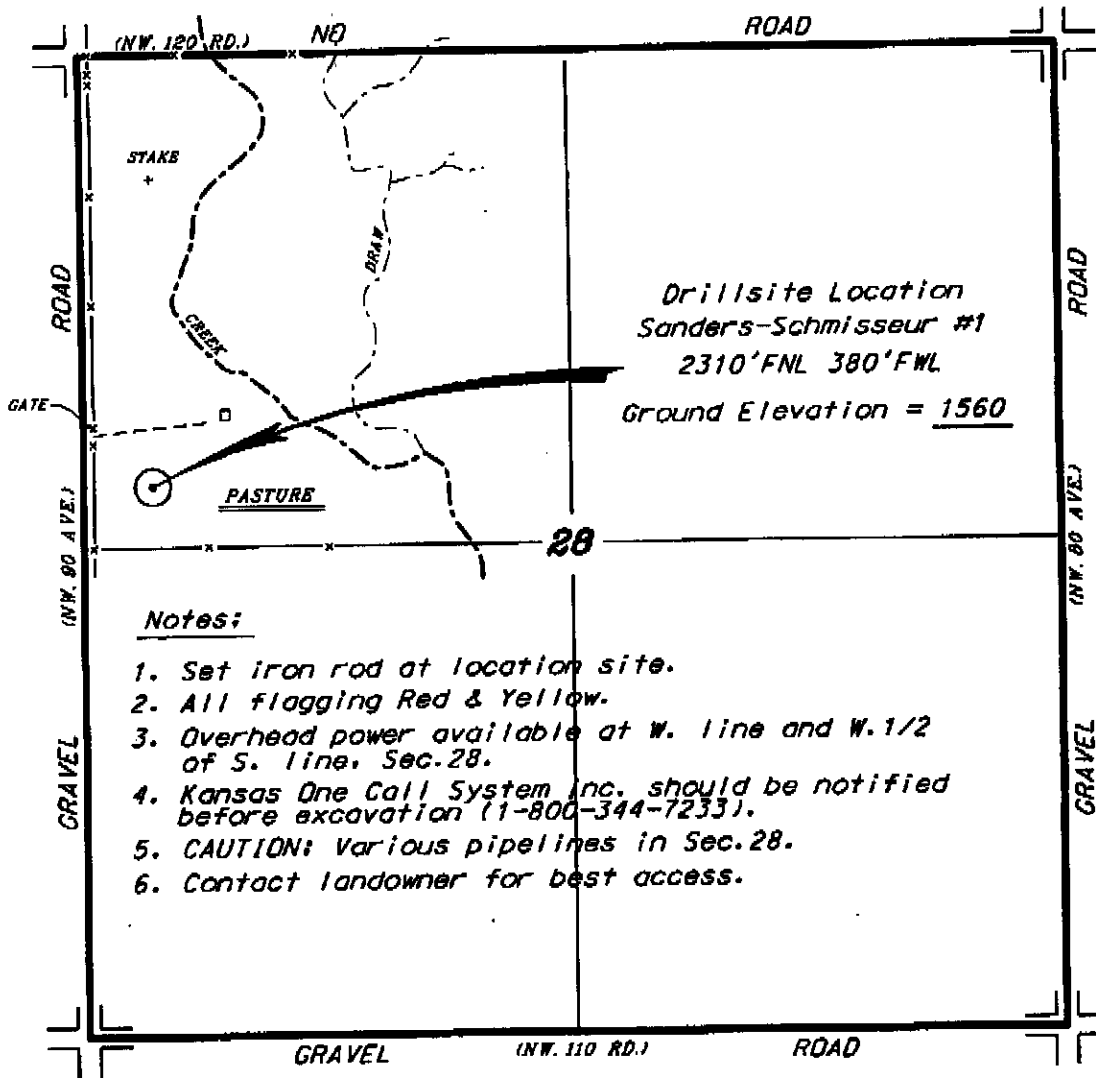 (NW. 120 RD.) NO ROAD
STAKE
ROAD
DRAW
ROAD
Drillsite Location
Sanders-Schmisseur #1
2310'FNL 380'FWL
CREEK
GATE
Ground Elevation = 1560
PASTURE
(NW. 90 AVE.)
28
(NW. 80 AVE.)
Notes:
1. Set iron rod at location site.
2. All flagging Red & Yellow.
3. Overhead power available at W. line and W.1/2
of S. line, Sec.28.
4. Kansas One Call System Inc. should be notified
before excavation (1-800-344-7233).
5. CAUTION: Various pipelines in Sec.28.
6. Contact landowner for best access.
GRAVEL
GRAVEL
GRAVEL (NW. 110 RD.) ROAD